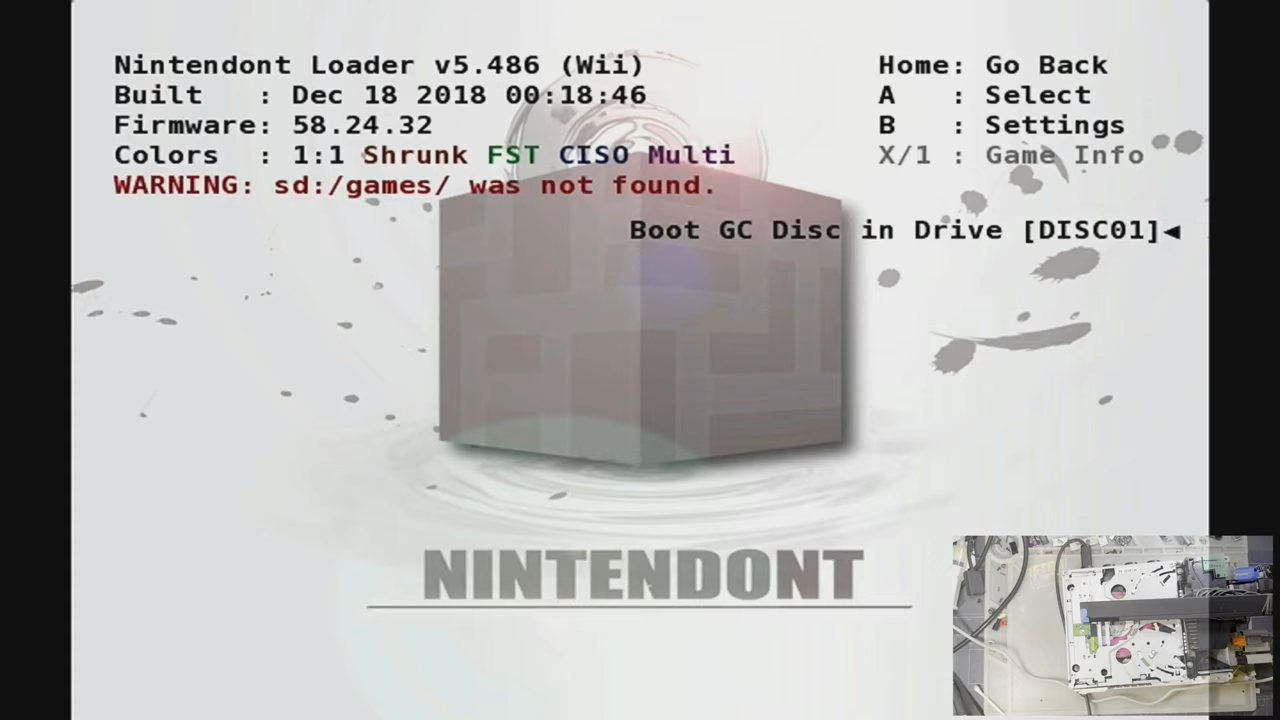 Nintendont Loader v5.486 (Wii)
Home: Go Back
Built   : Dec 18 2018 00:18:46
A   : Select
Firmware: 58.24.32
B   : Settings
Colors  : 1:1 Shrunk FST CISO Multi
X/1 : Game Info
WARNING: sd:/games/ was not found.
Boot GC Disc in Drive [DISC01]◄
NINTENDONT